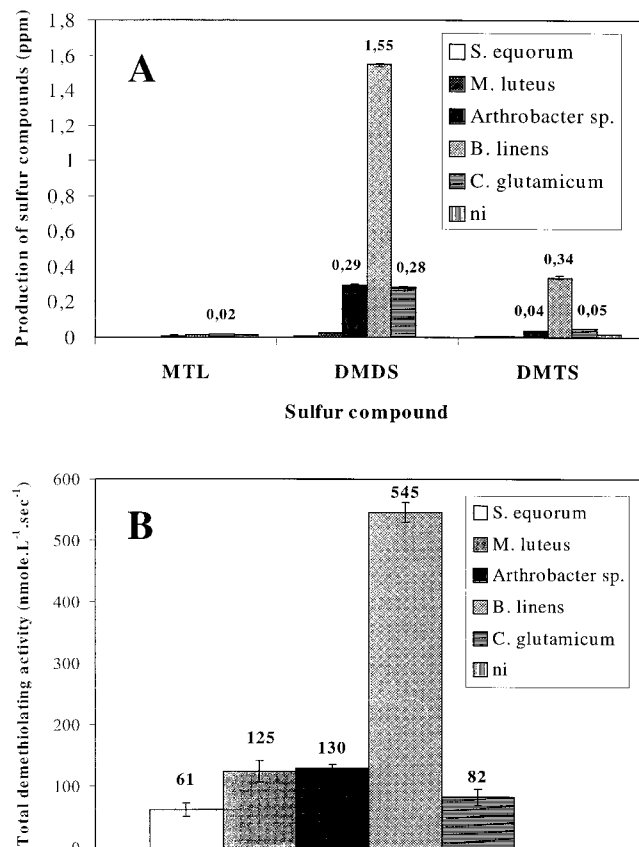 Production of sulfur compounds (ppm)
1,8
1,6
1,4
1,2
1
0,8
0,6
0,4
0,2
0
A
1,55
S. equorum
M. luteus
Arthrobacter sp.
B. linens
C. glutamicum
ni
0,02
0,29
0,28
0,04
0,34
0,05
MTL
DMDS
DMTS
Sulfur compound
Total demethiolating activity (nmole.L⁻¹.sec⁻¹)
600
500
400
300
200
100
0
B
545
S. equorum
M. luteus
Arthrobacter sp.
B. linens
C. glutamicum
ni
61
125
130
82